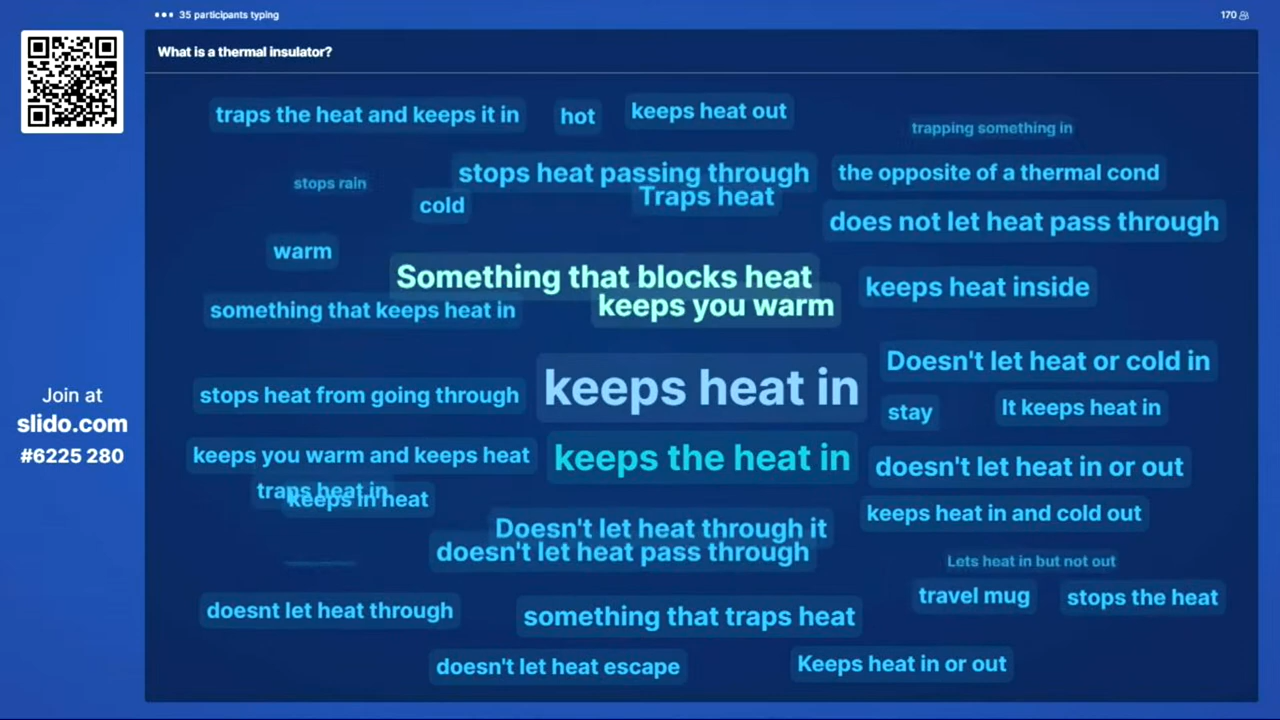 35 participants typing
170
What is a thermal insulator?
traps the heat and keeps it in
hot
keeps heat out
trapping something in
stops heat passing through
the opposite of a thermal cond
stops rain
Traps heat
cold
does not let heat pass through
warm
Something that blocks heat
keeps heat inside
keeps you warm
something that keeps heat in
Doesn't let heat or cold in
keeps heat in
stops heat from going through
stay
It keeps heat in
Join at
slido.com
#6225 280
keeps you warm and keeps heat
keeps the heat in
doesn't let heat in or out
traps heat in
keeps in heat
keeps heat in and cold out
Doesn't let heat through it
doesn't let heat pass through
Lets heat in but not out
travel mug
stops the heat
doesnt let heat through
something that traps heat
doesn't let heat escape
Keeps heat in or out